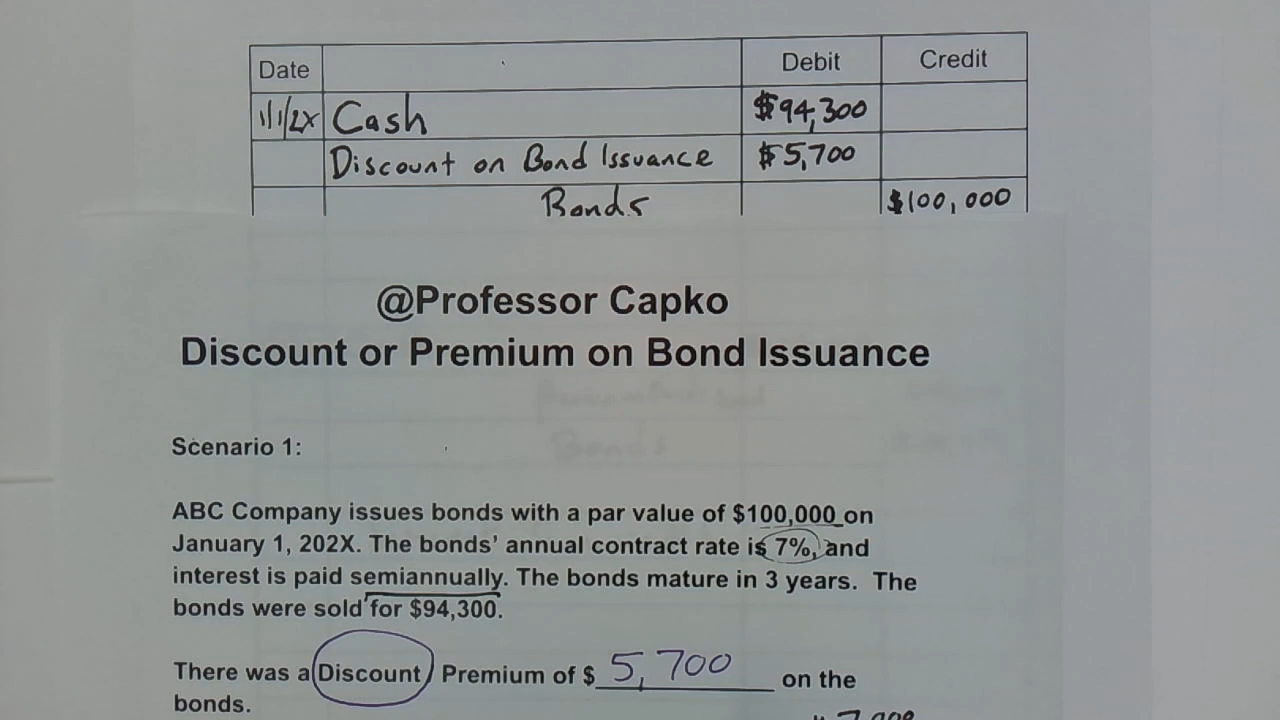 Date Debit Credit
1/1/2X Cash $94,300
Discount on Bond Issuance $5,700
Bonds $100,000
@Professor Capko
Discount or Premium on Bond Issuance
Scenario 1:
ABC Company issues bonds with a par value of $100,000 on
January 1, 202X. The bonds' annual contract rate is 7%, and
interest is paid semiannually. The bonds mature in 3 years. The
bonds were sold for $94,300.
There was a Discount Premium of $ 5,700 on the
bonds.